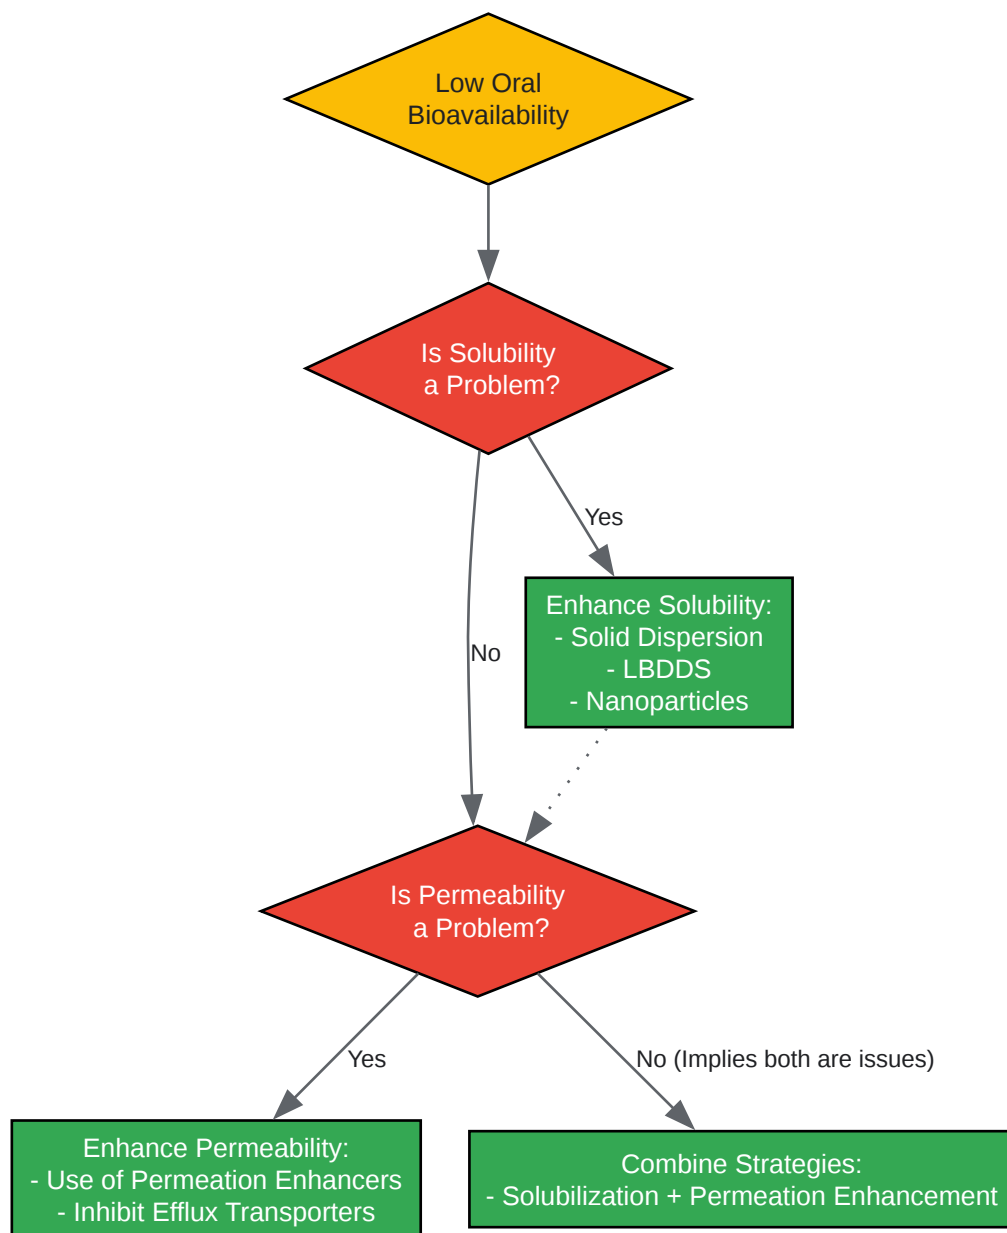 Low Oral
Bioavailability
Is Solubility
a Problem?
Yes
Enhance Solubility:
- Solid Dispersion
- LBDDS
- Nanoparticles
No
Is Permeability
a Problem?
Yes
No (Implies both are issues)
Enhance Permeability:
- Use of Permeation Enhancers
- Inhibit Efflux Transporters
Combine Strategies:
- Solubilization + Permeation Enhancement